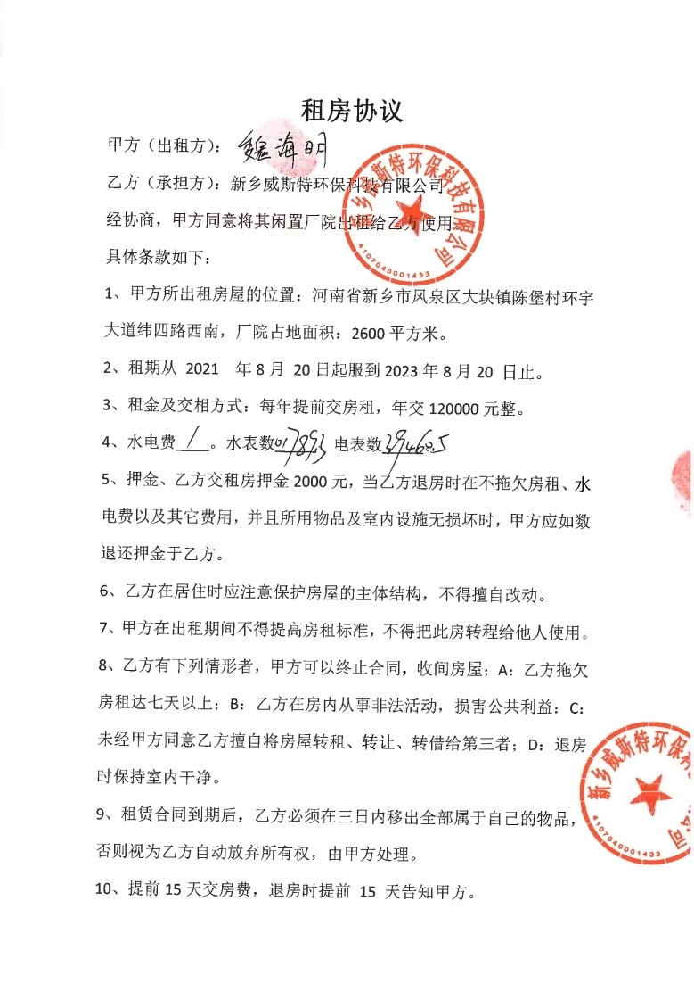 租房协议
甲方（出租方）： 魏海明
乙方（承担方）：新乡威斯特环保科技有限公司
经协商，甲方同意将其闲置厂院出租给乙方使用。
新乡威斯特环保科技有限公司
4107040001433
具体条款如下：
1、甲方所出租房屋的位置：河南省新乡市凤泉区大块镇陈堡村环宇
大道纬四路西南，厂院占地面积：2600 平方米。
2、租期从 2021 年 8 月 20 日起服到 2023 年 8 月 20 日止。
3、租金及交相方式：每年提前交房租，年交 120000 元整。
4、水电费 / 。水表数 电表数
5、押金、乙方交租房押金 2000 元，当乙方退房时在不拖欠房租、水
电费以及其它费用，并且所用物品及室内设施无损坏时，甲方应如数
退还押金于乙方。
6、乙方在居住时应注意保护房屋的主体结构，不得擅自改动。
7、甲方在出租期间不得提高房租标准，不得把此房转程给他人使用。
8、乙方有下列情形者，甲方可以终止合同，收间房屋；A：乙方拖欠
房租达七天以上；B：乙方在房内从事非法活动，损害公共利益：C：
未经甲方同意乙方擅自将房屋转租、转让、转借给第三者；D：退房
时保持室内干净。
新乡威斯特环保科
公司
4107040001433
9、租赁合同到期后，乙方必须在三日内移出全部属于自己的物品，
否则视为乙方自动放弃所有权，由甲方处理。
10、提前 15 天交房费，退房时提前 15 天告知甲方。